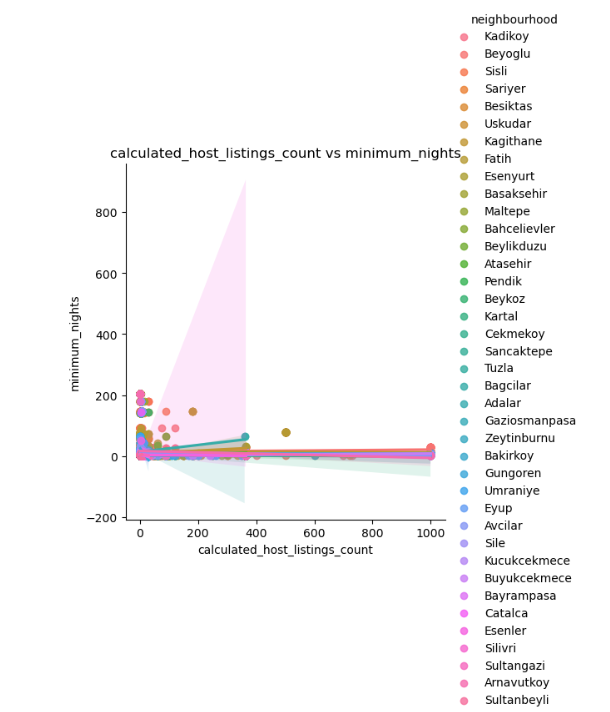 neighbourhood
Kadikoy
Beyoglu
Sisli
Sariyer
Besiktas
Uskudar
Kagithane
Fatih
Esenyurt
Basaksehir
Maltepe
Bahcelievler
Beylikduzu
Atasehir
Pendik
Beykoz
Kartal
Cekmekoy
Sancaktepe
Tuzla
Bagcilar
Adalar
Gaziosmanpasa
Zeytinburnu
Bakirkoy
Gungoren
Umraniye
Eyup
Avcilar
Sile
Kucukcekmece
Buyukcekmece
Bayrampasa
Catalca
Esenler
Silivri
Sultangazi
Arnavutkoy
Sultanbeyli
calculated_host_listings_count vs minimum_nights
minimum_nights
800
600
400
200
0
−200
0 200 400 600 800 1000
calculated_host_listings_count